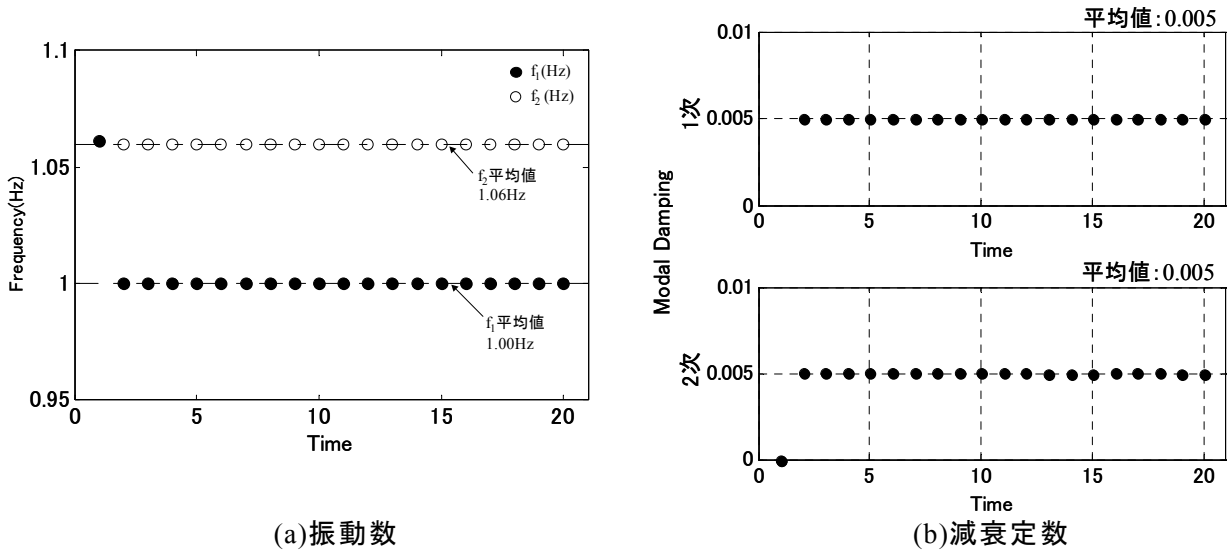 1.1
1.05
1
0.95
Frequency(Hz)
f₁(Hz)
f₂ (Hz)
f₂平均値
1.06Hz
f₁平均値
1.00Hz
0 5 10 15 20
Time
(a)振動数
平均値:0.005
0.01
0.005
0
1次
0 5 10 15 20
Time
Modal Damping
平均値:0.005
0.01
0.005
0
2次
0 5 10 15 20
Time
(b)減衰定数